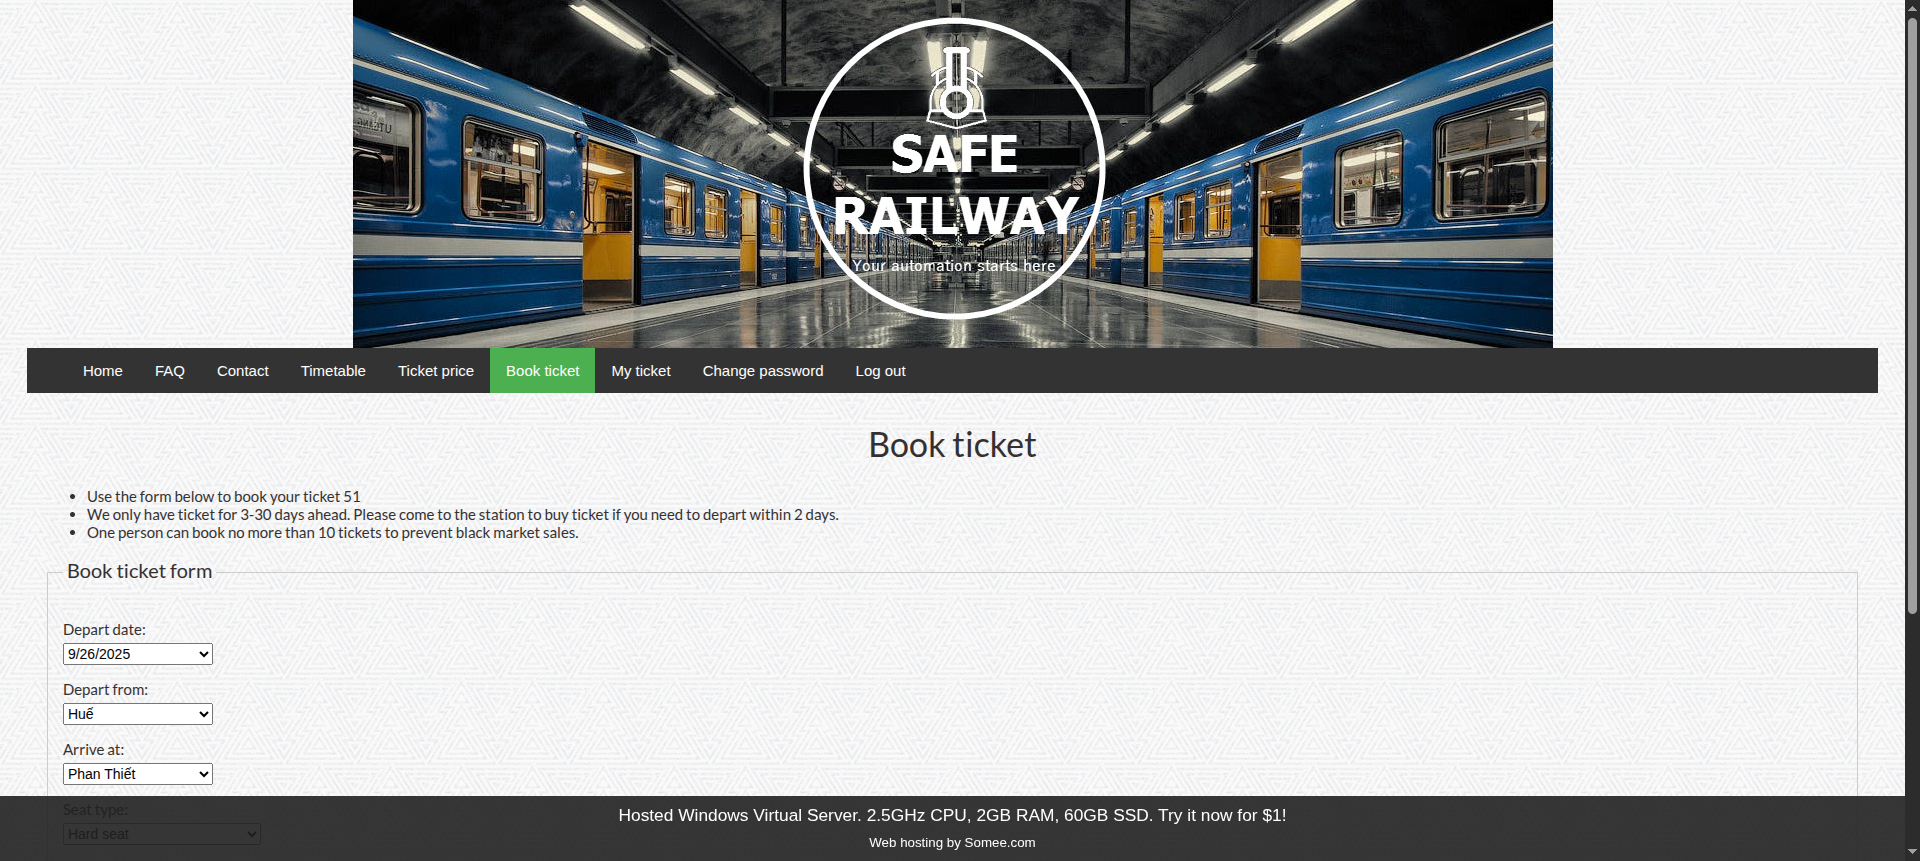 SAFE
RAILWAY
Your automation starts here
Home FAQ Contact Timetable Ticket price Book ticket My ticket Change password Log out
Book ticket
Use the form below to book your ticket 51
We only have ticket for 3-30 days ahead. Please come to the station to buy ticket if you need to depart within 2 days.
One person can book no more than 10 tickets to prevent black market sales.
Book ticket form
Depart date:
9/26/2025
Depart from:
Huế
Arrive at:
Phan Thiết
Seat type:
Hard seat
Hosted Windows Virtual Server. 2.5GHz CPU, 2GB RAM, 60GB SSD. Try it now for $1!
Web hosting by Somee.com